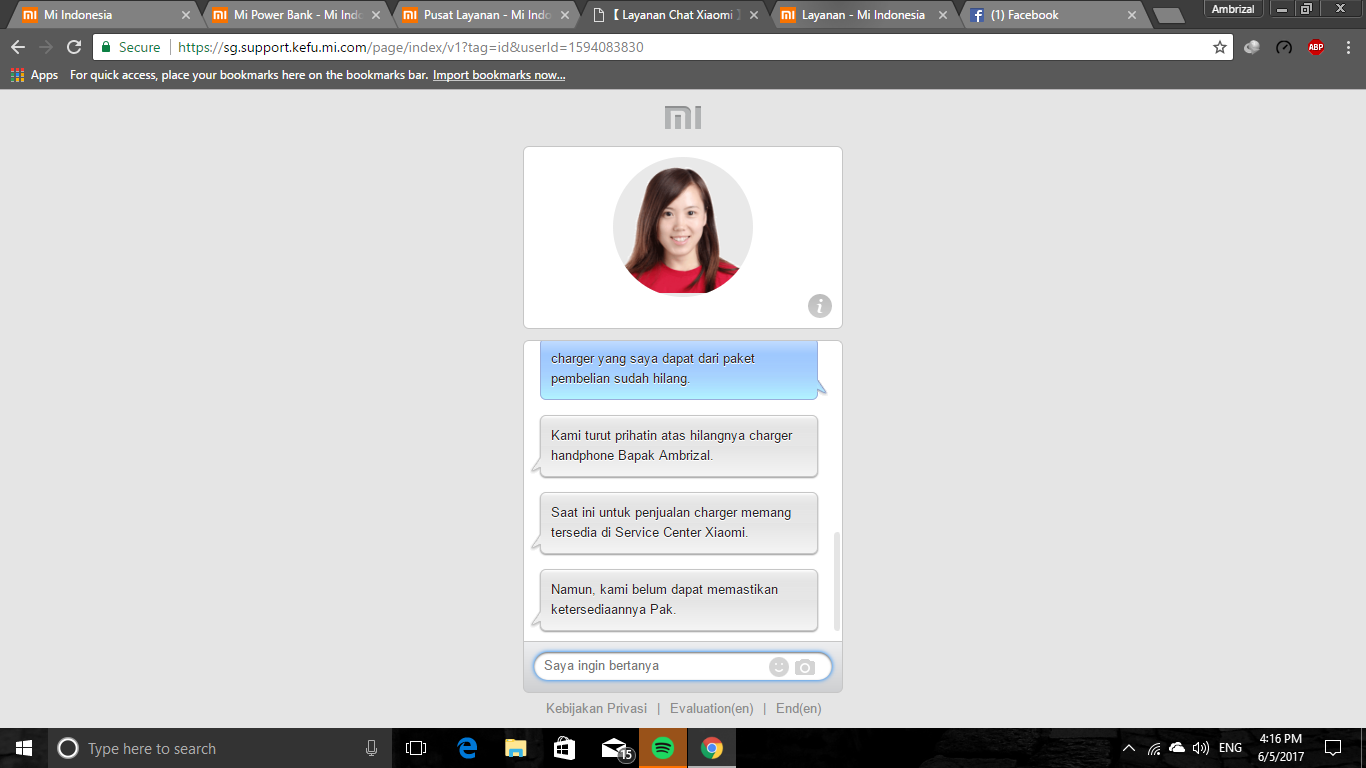 Mi Indonesia
Mi Power Bank - Mi Indo
Pusat Layanan - Mi Indo
【 Layanan Chat Xiaomi 】
Layanan - Mi Indonesia
(1) Facebook
Ambrizal
Secure
https://sg.support.kefu.mi.com/page/index/v1?tag=id&userId=1594083830
ABP
Apps
For quick access, place your bookmarks here on the bookmarks bar. Import bookmarks now...
mi
charger yang saya dapat dari paket
pembelian sudah hilang.
Kami turut prihatin atas hilangnya charger
handphone Bapak Ambrizal.
Saat ini untuk penjualan charger memang
tersedia di Service Center Xiaomi.
Namun, kami belum dapat memastikan
ketersediaannya Pak.
Saya ingin bertanya
Kebijakan Privasi | Evaluation(en) | End(en)
Type here to search
15
ENG
4:16 PM
6/5/2017